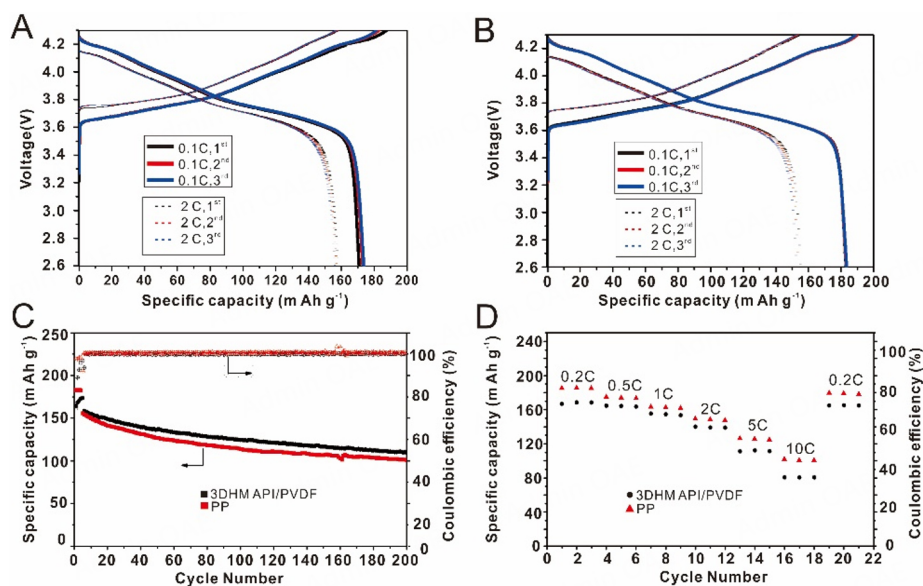 A
4.2
4.0
3.8
3.6
3.4
3.2
3.0
2.8
2.6
Voltage(V)
0.1C,1st
0.1C,2nd
0.1C,3rd
2 C,1st
2 C,2nd
2 C,3rd
0 20 40 60 80 100 120 140 160 180 200
Specific capacity (m Ah g-1)
B
4.2
4.0
3.8
3.6
3.4
3.2
3.0
2.8
2.6
Voltage(V)
0.1C,1st
0.1C,2nd
0.1C,3rd
2 C,1st
2 C,2nd
2 C,3rd
0 20 40 60 80 100 120 140 160 180 200
Specific capacity (m Ah g-1)
C
250
200
150
100
50
0
Specific capacity (m Ah g-1)
100
80
60
40
20
0
Coulombic efficiency (%)
3DHM API/PVDF
PP
0 20 40 60 80 100 120 140 160 180 200
Cycle Number
D
240
200
160
120
80
40
0
Specific capacity (m Ah g-1)
0.2C
0.5C
1C
2C
5C
10C
0.2C
100
80
60
40
20
0
Coulombic efficiency (%)
3DHM API/PVDF
PP
0 2 4 6 8 10 12 14 16 18 20 22
Cycle Number